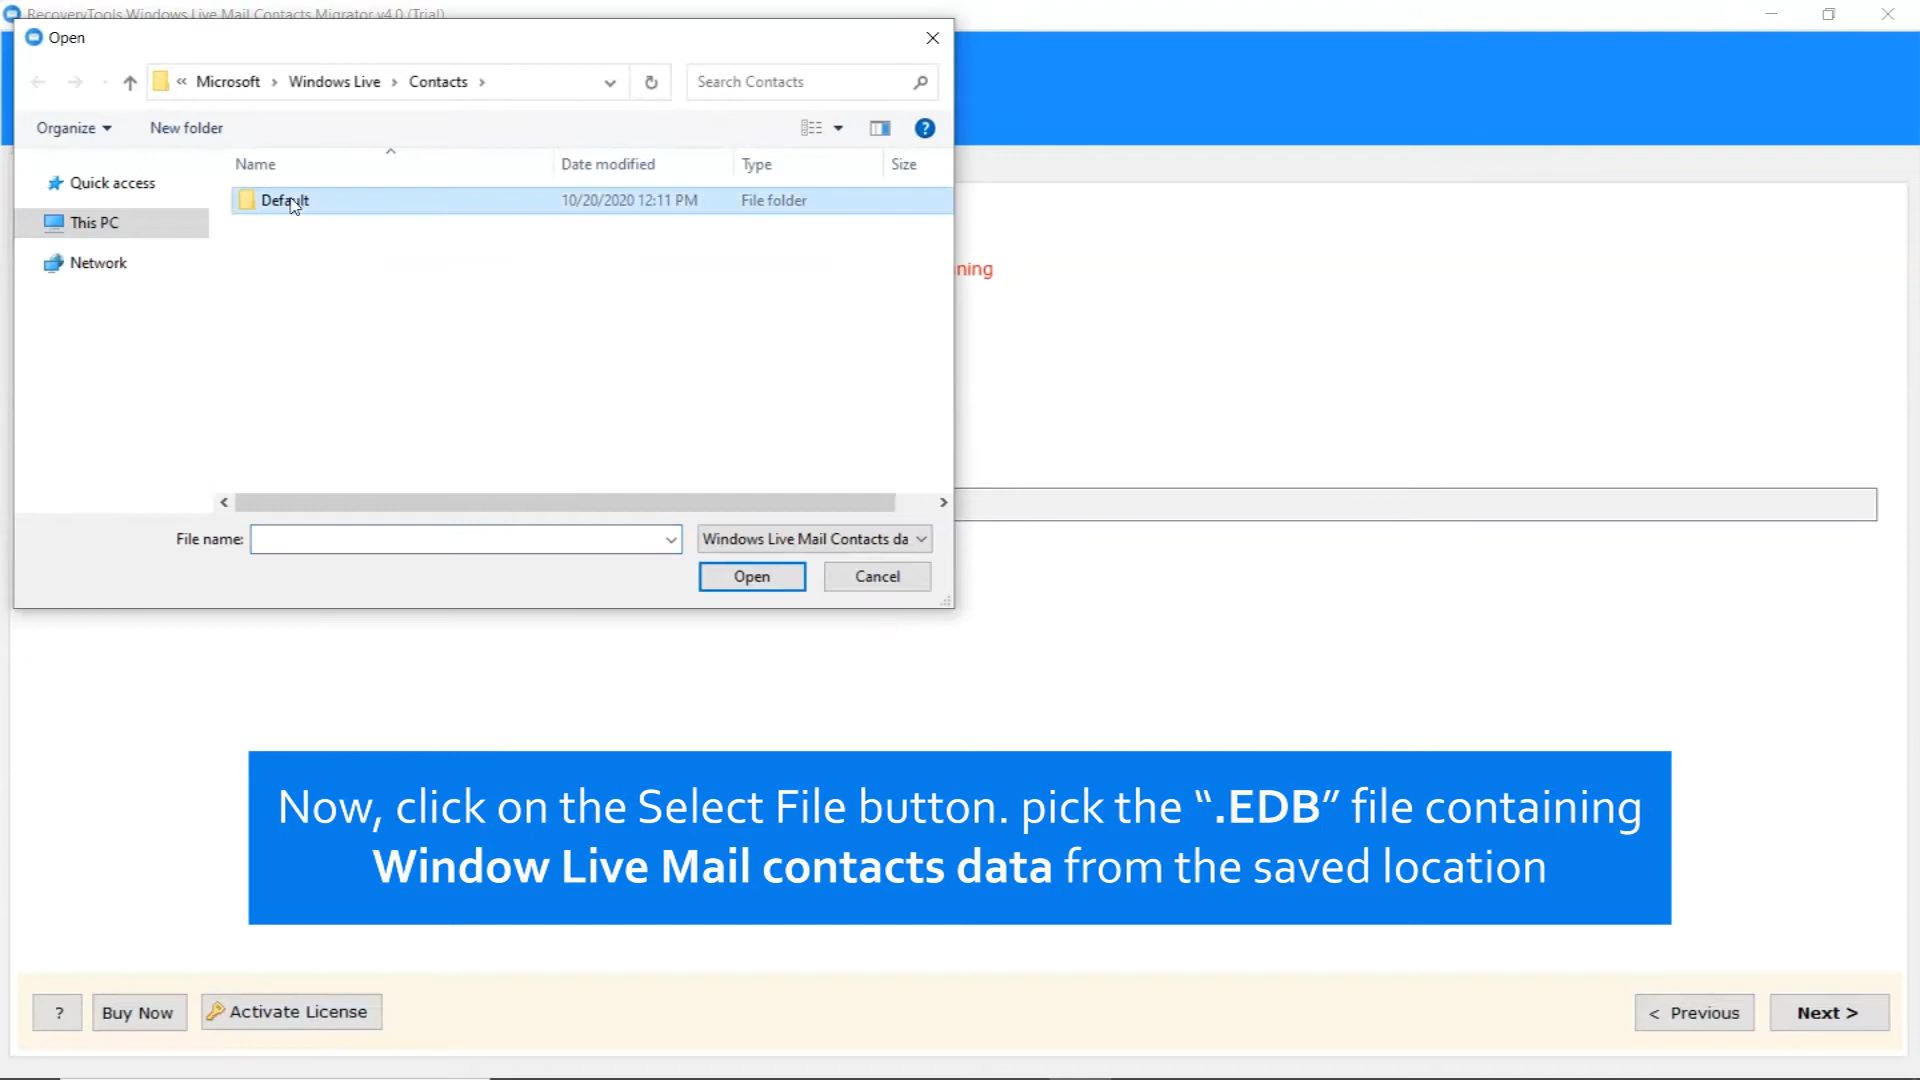 RecoveryTools Windows Live Mail Contacts Migrator v4.0 (Trial)
Open
« Microsoft > Windows Live > Contacts >
Search Contacts
Organize
New folder
?
Name
Date modified
Type
Size
Quick access
This PC
Network
Default
10/20/2020 12:11 PM
File folder
ning
File name:
Windows Live Mail Contacts da
Open
Cancel
Now, click on the Select File button. pick the “.EDB” file containing
Window Live Mail contacts data from the saved location
?
Buy Now
Activate License
< Previous
Next >